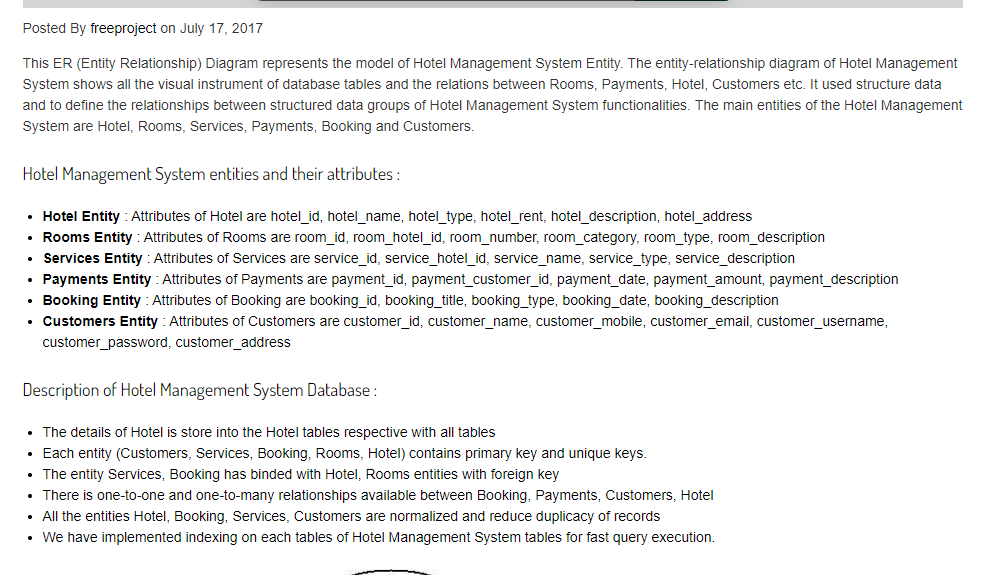 Posted By freeproject on July 17, 2017
This ER (Entity Relationship) Diagram represents the model of Hotel Management System Entity. The entity-relationship diagram of Hotel Management
System shows all the visual instrument of database tables and the relations between Rooms, Payments, Hotel, Customers etc. It used structure data
and to define the relationships between structured data groups of Hotel Management System functionalities. The main entities of the Hotel Management
System are Hotel, Rooms, Services, Payments, Booking and Customers.
Hotel Management System entities and their attributes :
• Hotel Entity : Attributes of Hotel are hotel_id, hotel_name, hotel_type, hotel_rent, hotel_description, hotel_address
• Rooms Entity : Attributes of Rooms are room_id, room_hotel_id, room_number, room_category, room_type, room_description
• Services Entity : Attributes of Services are service_id, service_hotel_id, service_name, service_type, service_description
• Payments Entity : Attributes of Payments are payment_id, payment_customer_id, payment_date, payment_amount, payment_description
• Booking Entity : Attributes of Booking are booking_id, booking_title, booking_type, booking_date, booking_description
• Customers Entity : Attributes of Customers are customer_id, customer_name, customer_mobile, customer_email, customer_username,
customer_password, customer_address
Description of Hotel Management System Database :
• The details of Hotel is store into the Hotel tables respective with all tables
• Each entity (Customers, Services, Booking, Rooms, Hotel) contains primary key and unique keys.
• The entity Services, Booking has binded with Hotel, Rooms entities with foreign key
• There is one-to-one and one-to-many relationships available between Booking, Payments, Customers, Hotel
• All the entities Hotel, Booking, Services, Customers are normalized and reduce duplicacy of records
• We have implemented indexing on each tables of Hotel Management System tables for fast query execution.